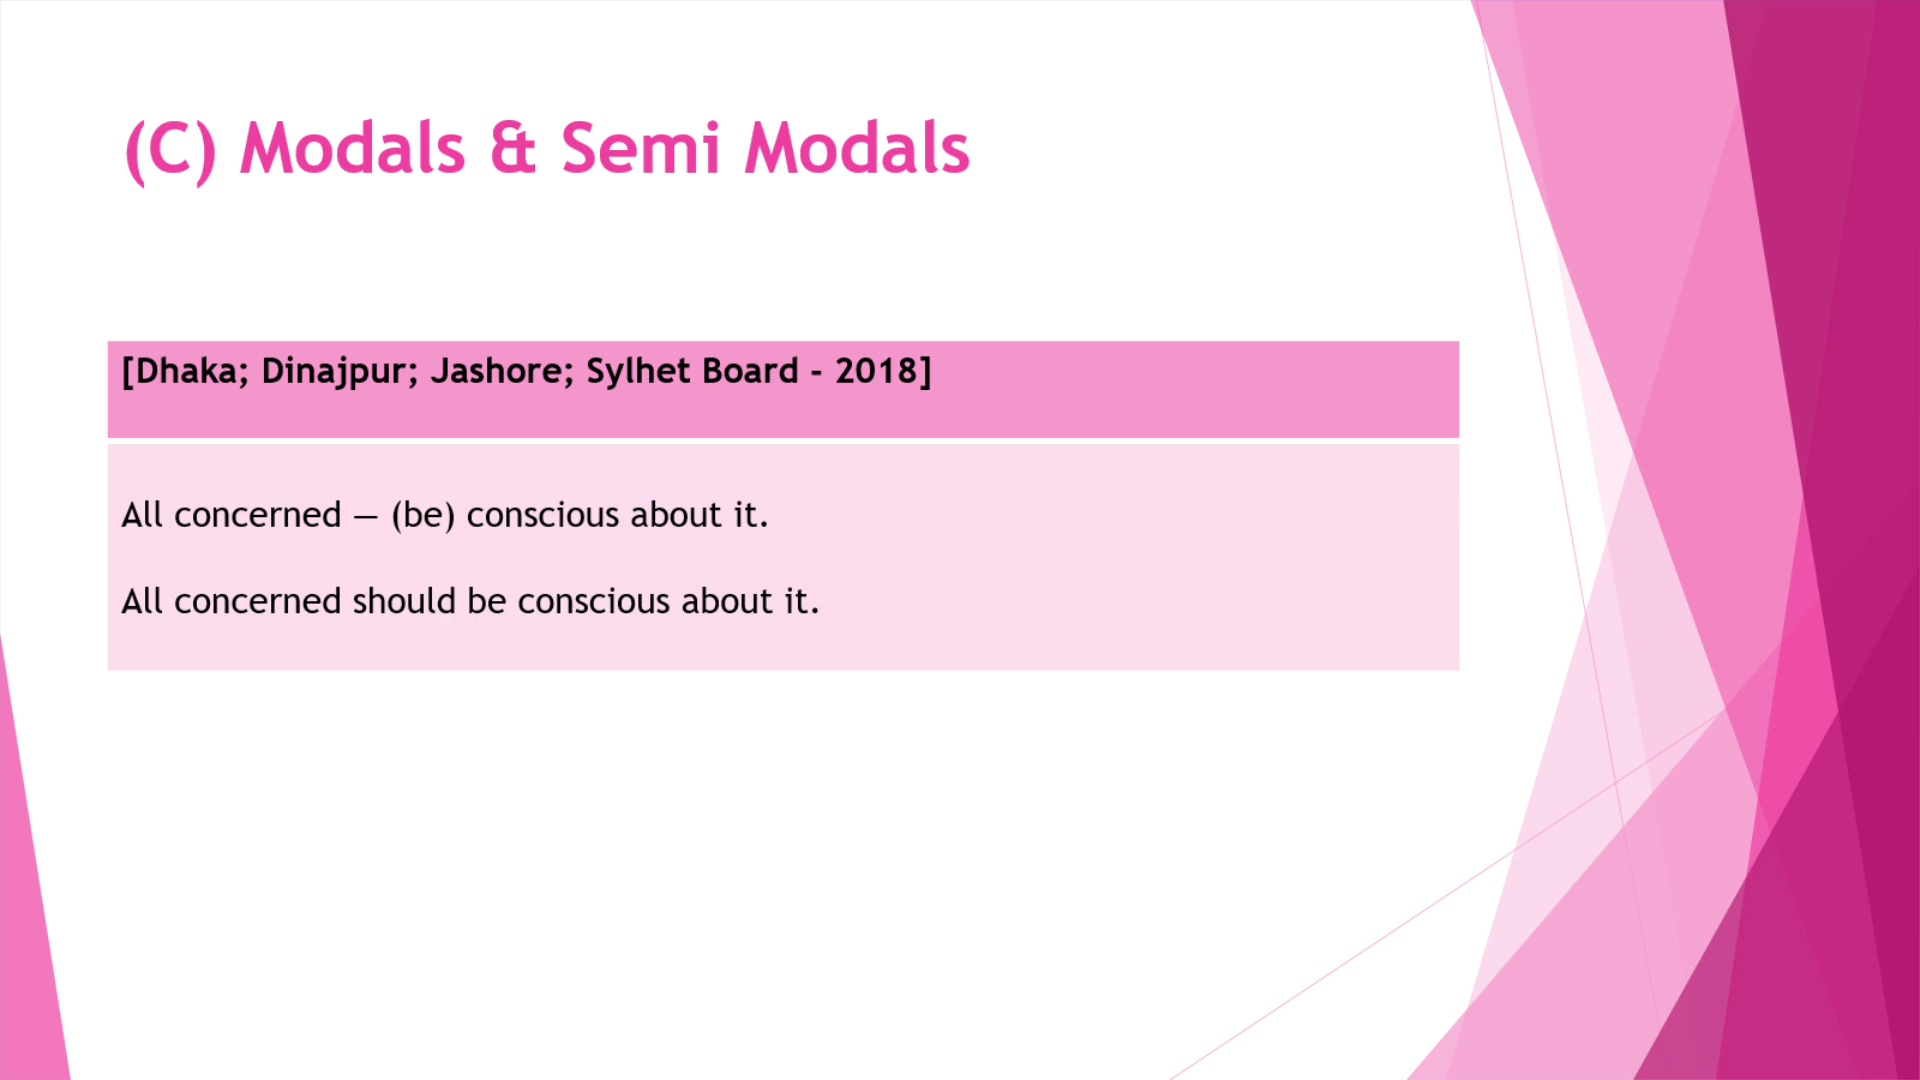 (C) Modals & Semi Modals
[Dhaka; Dinajpur; Jashore; Sylhet Board - 2018]
All concerned — (be) conscious about it.
All concerned should be conscious about it.